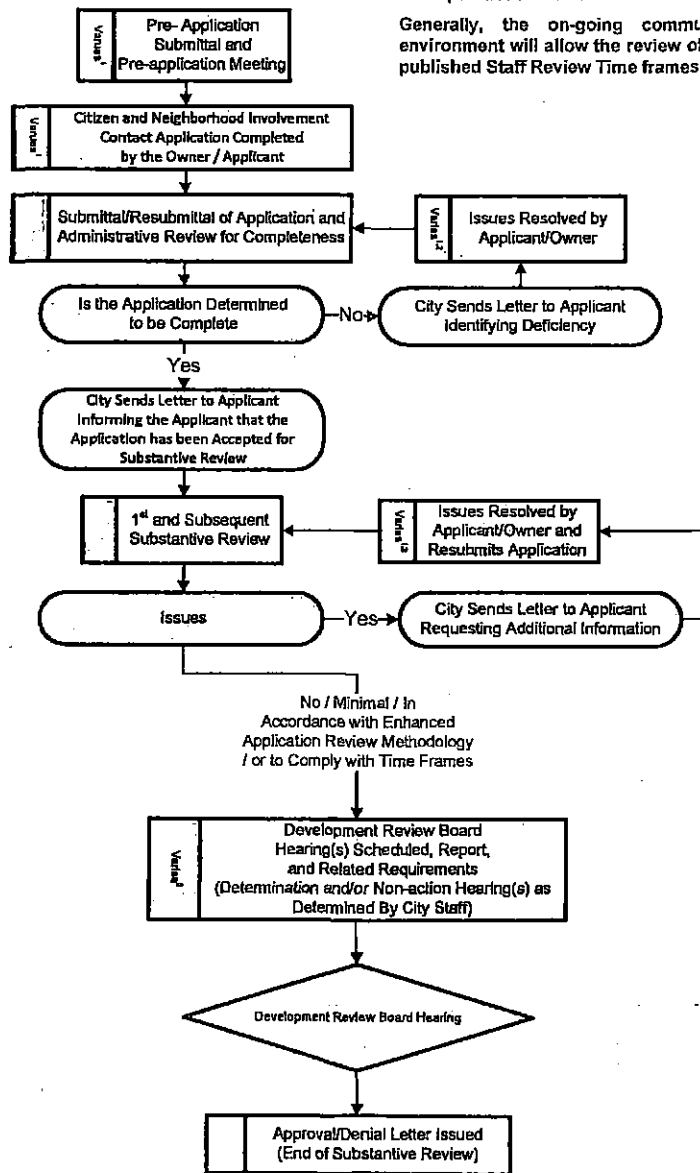 Generally, the on-going commu
environment will allow the review of
published Staff Review Time frames
Pre- Application
Submittal and
Pre-application Meeting
Varies¹
Citizen and Neighborhood Involvement
Contact Application Completed
by the Owner / Applicant
Varies¹
Submittal/Resubmittal of Application and
Administrative Review for Completeness
Issues Resolved by
Applicant/Owner
Varies¹,²
Is the Application Determined
to be Complete
No
City Sends Letter to Applicant
Identifying Deficiency
Yes
City Sends Letter to Applicant
Informing the Applicant that the
Application has been Accepted for
Substantive Review
1st and Subsequent
Substantive Review
Issues Resolved by
Applicant/Owner and
Resubmits Application
Varies
Issues
Yes
City Sends Letter to Applicant
Requesting Additional Information
No / Minimal / In
Accordance with Enhanced
Application Review Methodology
/ or to Comply with Time Frames
Development Review Board
Hearing(s) Scheduled, Report,
and Related Requirements
(Determination and/or Non-action Hearing(s) as
Determined By City Staff)
Varies
Development Review Board Hearing
Approval/Denial Letter Issued
(End of Substantive Review)